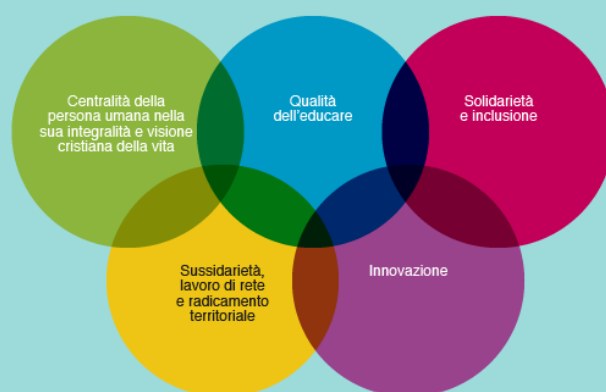 Centralità della
persona umana nella
sua integralità e visione
cristiana della vita
Qualità
dell'educare
Solidarietà
e inclusione
Sussidarietà,
lavoro di rete
e radicamento
territoriale
Innovazione